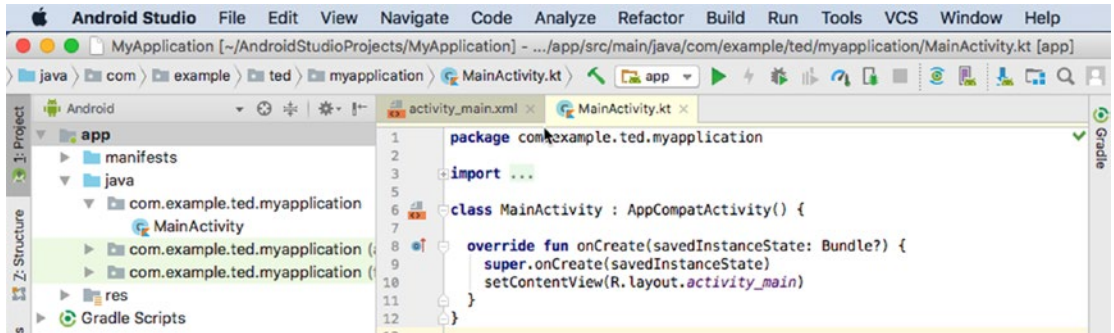 Android Studio File Edit View Navigate Code Analyze Refactor Build Run Tools VCS Window Help
MyApplication [~/AndroidStudioProjects/MyApplication] - .../app/src/main/java/com/example/ted/myapplication/MainActivity.kt [app]
java com example ted myapplication MainActivity.kt app
1: Project
Android
activity_main.xml MainActivity.kt
Gradle
app
manifests
java
com.example.ted.myapplication
MainActivity
com.example.ted.myapplication (
com.example.ted.myapplication (
res
Gradle Scripts
Z: Structure
1 package com.example.ted.myapplication
2
3 import ...
5
6 class MainActivity : AppCompatActivity() {
7
8 override fun onCreate(savedInstanceState: Bundle?) {
9 super.onCreate(savedInstanceState)
10 setContentView(R.layout.activity_main)
11 }
12 }